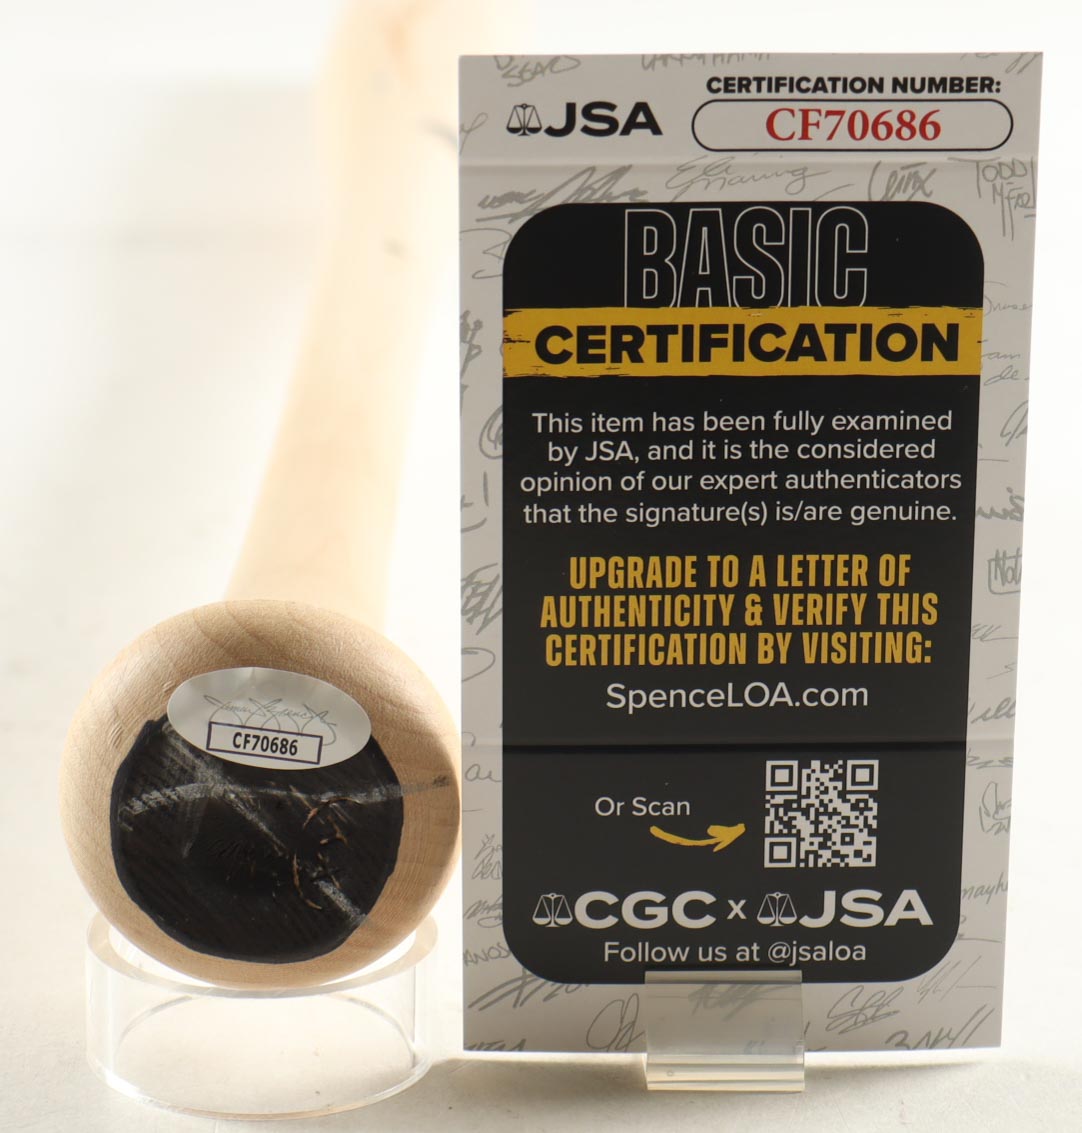 JSA
CERTIFICATION NUMBER:
CF70686
BASIC
CERTIFICATION
This item has been fully examined
by JSA, and it is the considered
opinion of our expert authenticators
that the signature(s) is/are genuine.
UPGRADE TO A LETTER OF
AUTHENTICITY & VERIFY THIS
CERTIFICATION BY VISITING:
SpenceLOA.com
Or Scan
CGC x JSA
Follow us at @jsaloa
CF70686